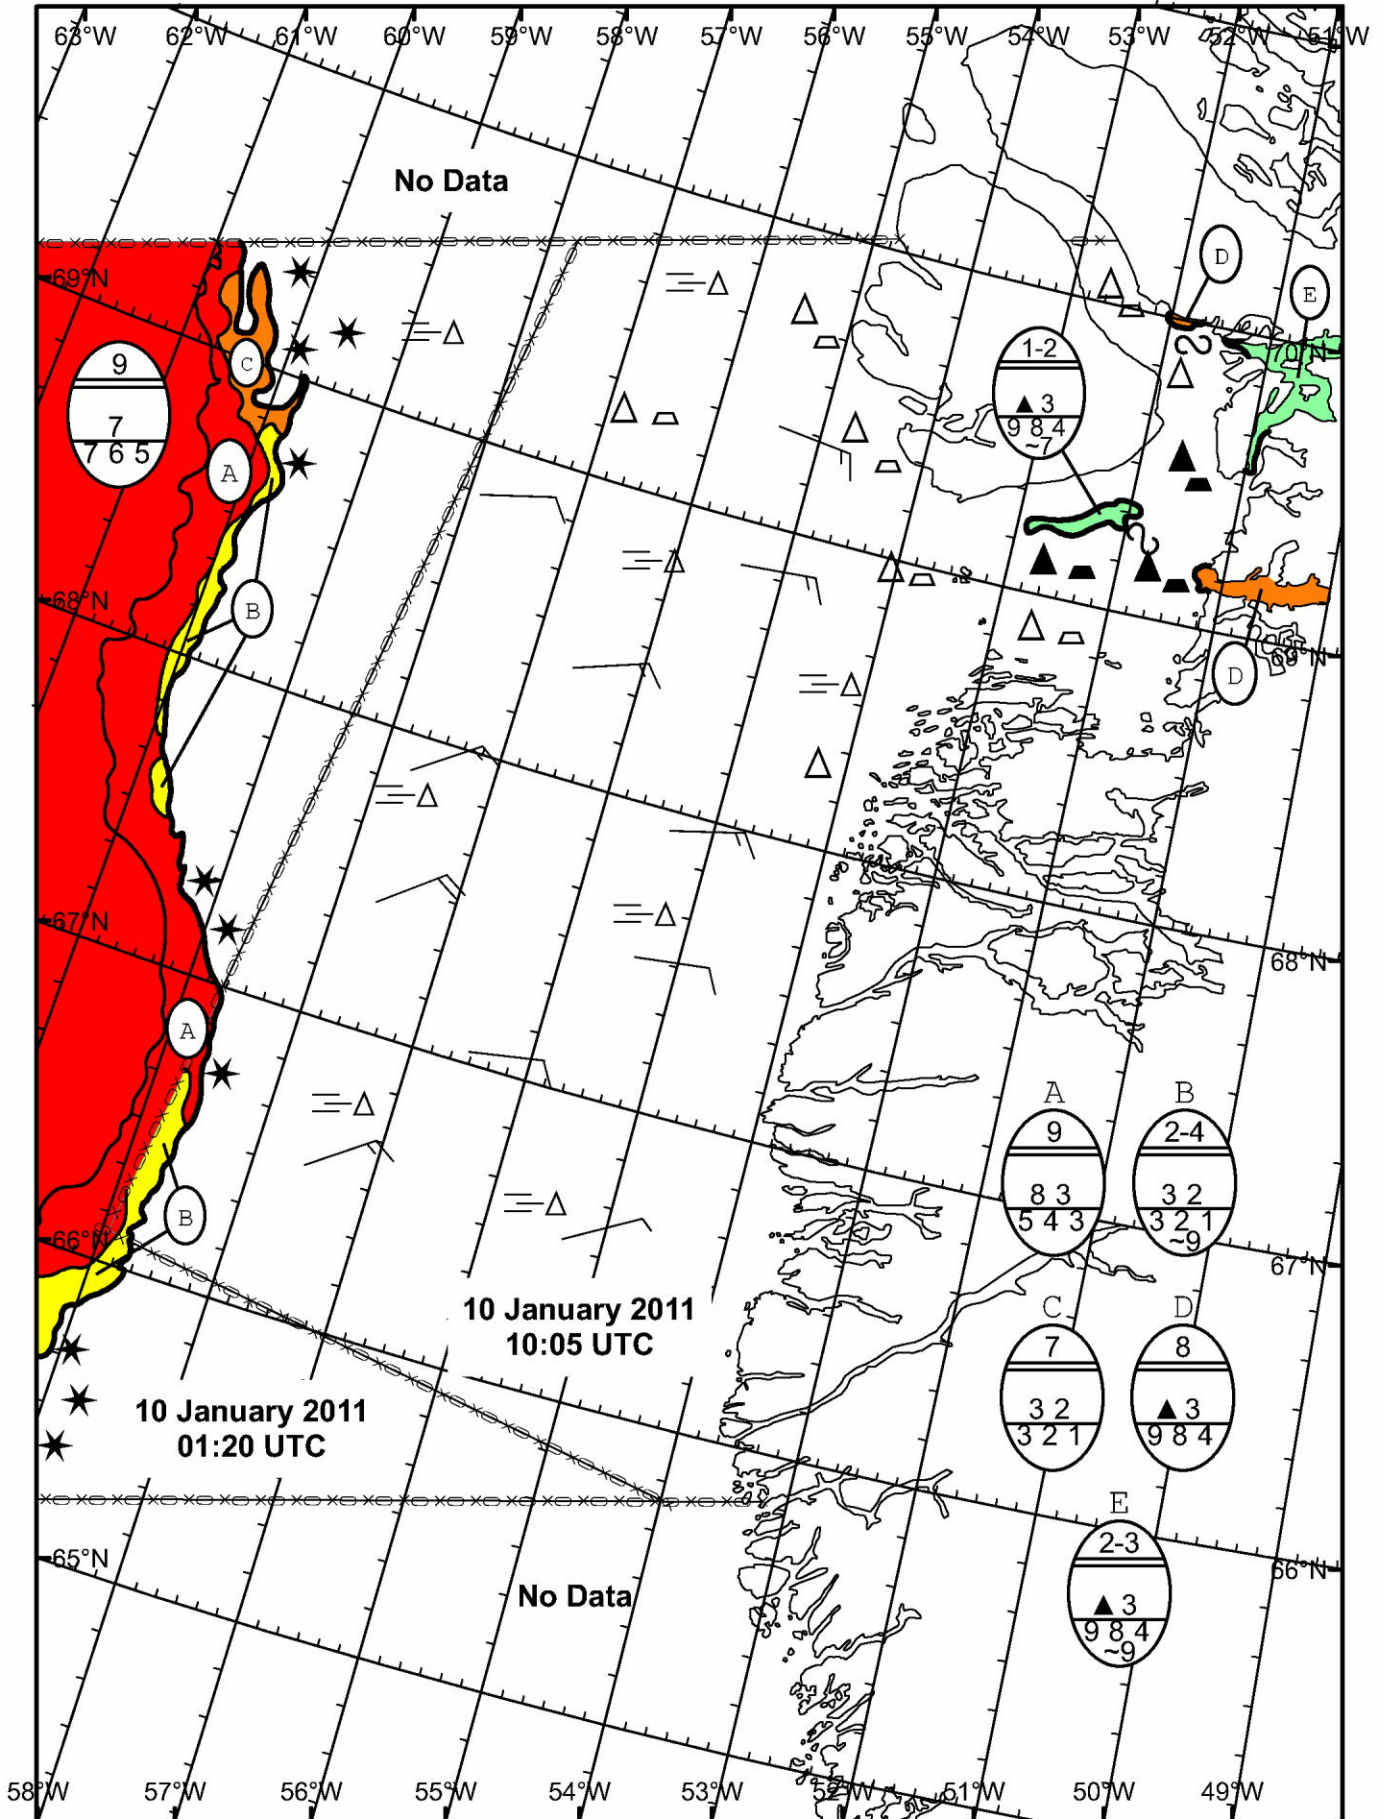 63°W 62°W 61°W 60°W 59°W 58°W 57°W 56°W 55°W 54°W 53°W 52°W 51°W
No Data
D
69°N
E
1-2
70°N
9
C
3
9 8 4
7
~7
7 6 5
A
68°N
B
69°N
D
67°N
68°N
A
A B
9 2-4
8 3 3 2
5 4 3 3 2 1
~9
B
66°N
67°N
10 January 2011
10:05 UTC
C D
7 8
10 January 2011
01:20 UTC
3 2 3
3 2 1 9 8 4
E
2-3
65°N
66°N
No Data
3
9 8 4
~9
58°W 57°W 56°W 55°W 54°W 53°W 52°W 51°W 50°W 49°W